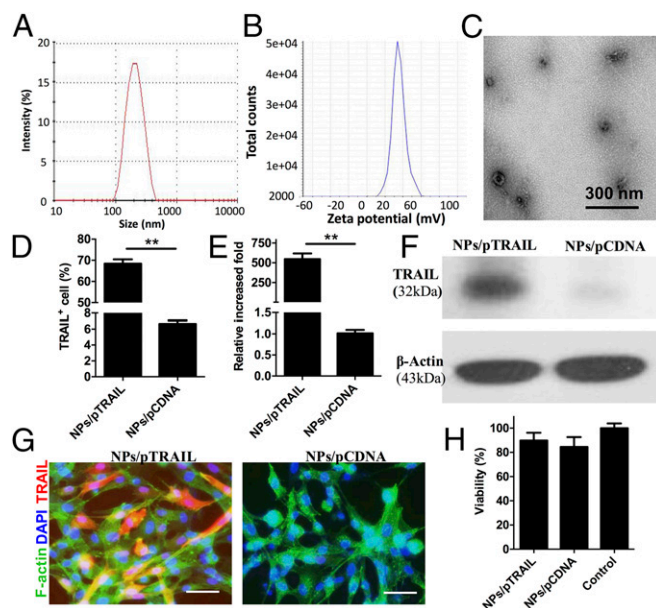 A
B
C
20
15
10
5
0
Intensity (%)
10
100
1000
10000
Size (nm)
5e+04
4e+04
2e+04
1e+04
2000
Total counts
-60
-20
0
20
60
100
Zeta potential (mV)
300 nm
D
E
F
**
80
70
60
50
40
8
6
4
2
0
TRAIL+ cell (%)
NPs/pTRAIL
NPs/pCDNA
**
750
500
250
1.5
1.0
0.5
0.0
Relative increased fold
NPs/pTRAIL
NPs/pCDNA
NPs/pTRAIL
NPs/pCDNA
TRAIL
(32kDa)
β-Actin
(43kDa)
G
H
NPs/pTRAIL
NPs/pCDNA
F-actin DAPI TRAIL
120
100
80
60
40
20
0
Viability (%)
NPs/pTRAIL
NPs/pCDNA
Control